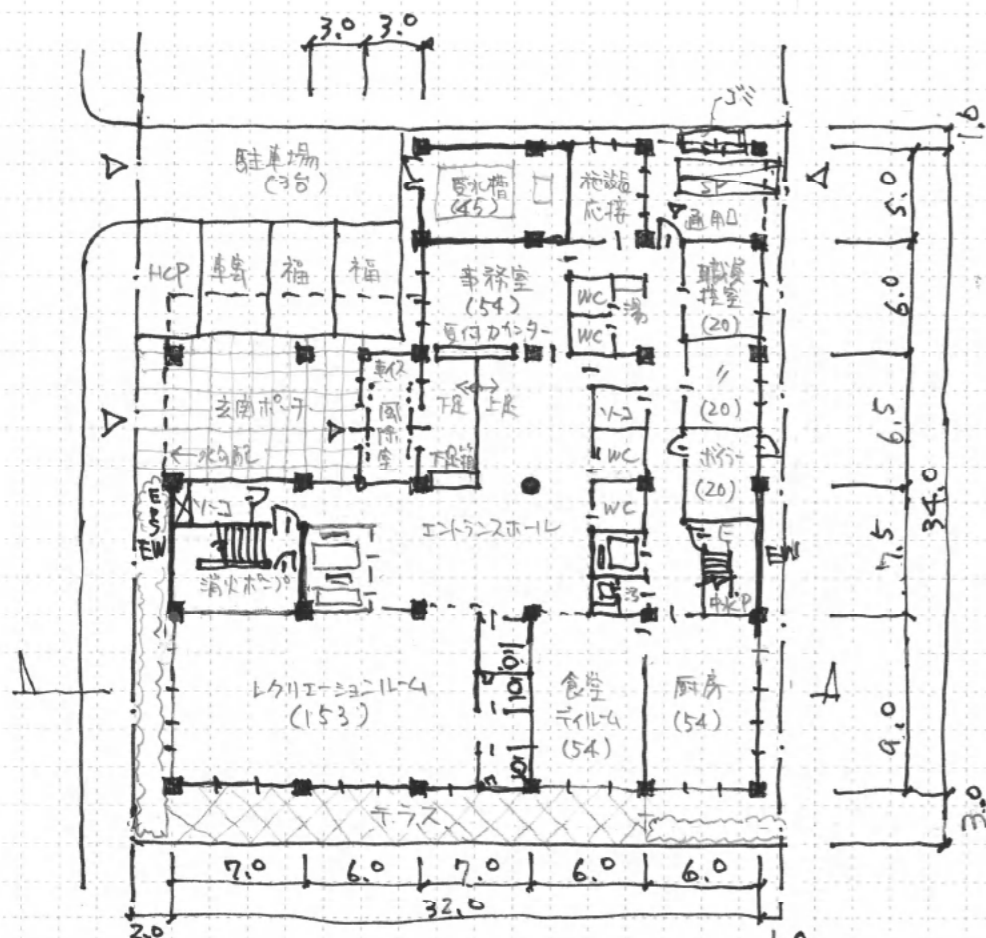 3.0 3.0
ゴミ
1.0
駐車場
(3台)
受水槽
(45)
施設長
応接
SP
通用口
5.0
HCP 車寄 福 福
事務室
(54)
受付カウンター
WC
WC
湯
職員
控室
(20)
6.0
玄関ポーチ
水勾配
車イス
風除室
下足 上足
下足箱
ソーコ
WC
〃
(20)
6.5
ボイラー
(20)
34.0
ソーコ
エントランスホール
WC
7.5
消火ポンプ
中水P
レクリエーションルーム
(153)
食堂
デイルーム
(54)
厨房
(54)
9.0
テラス
3.0
7.0 6.0 7.0 6.0 6.0
32.0
2.0